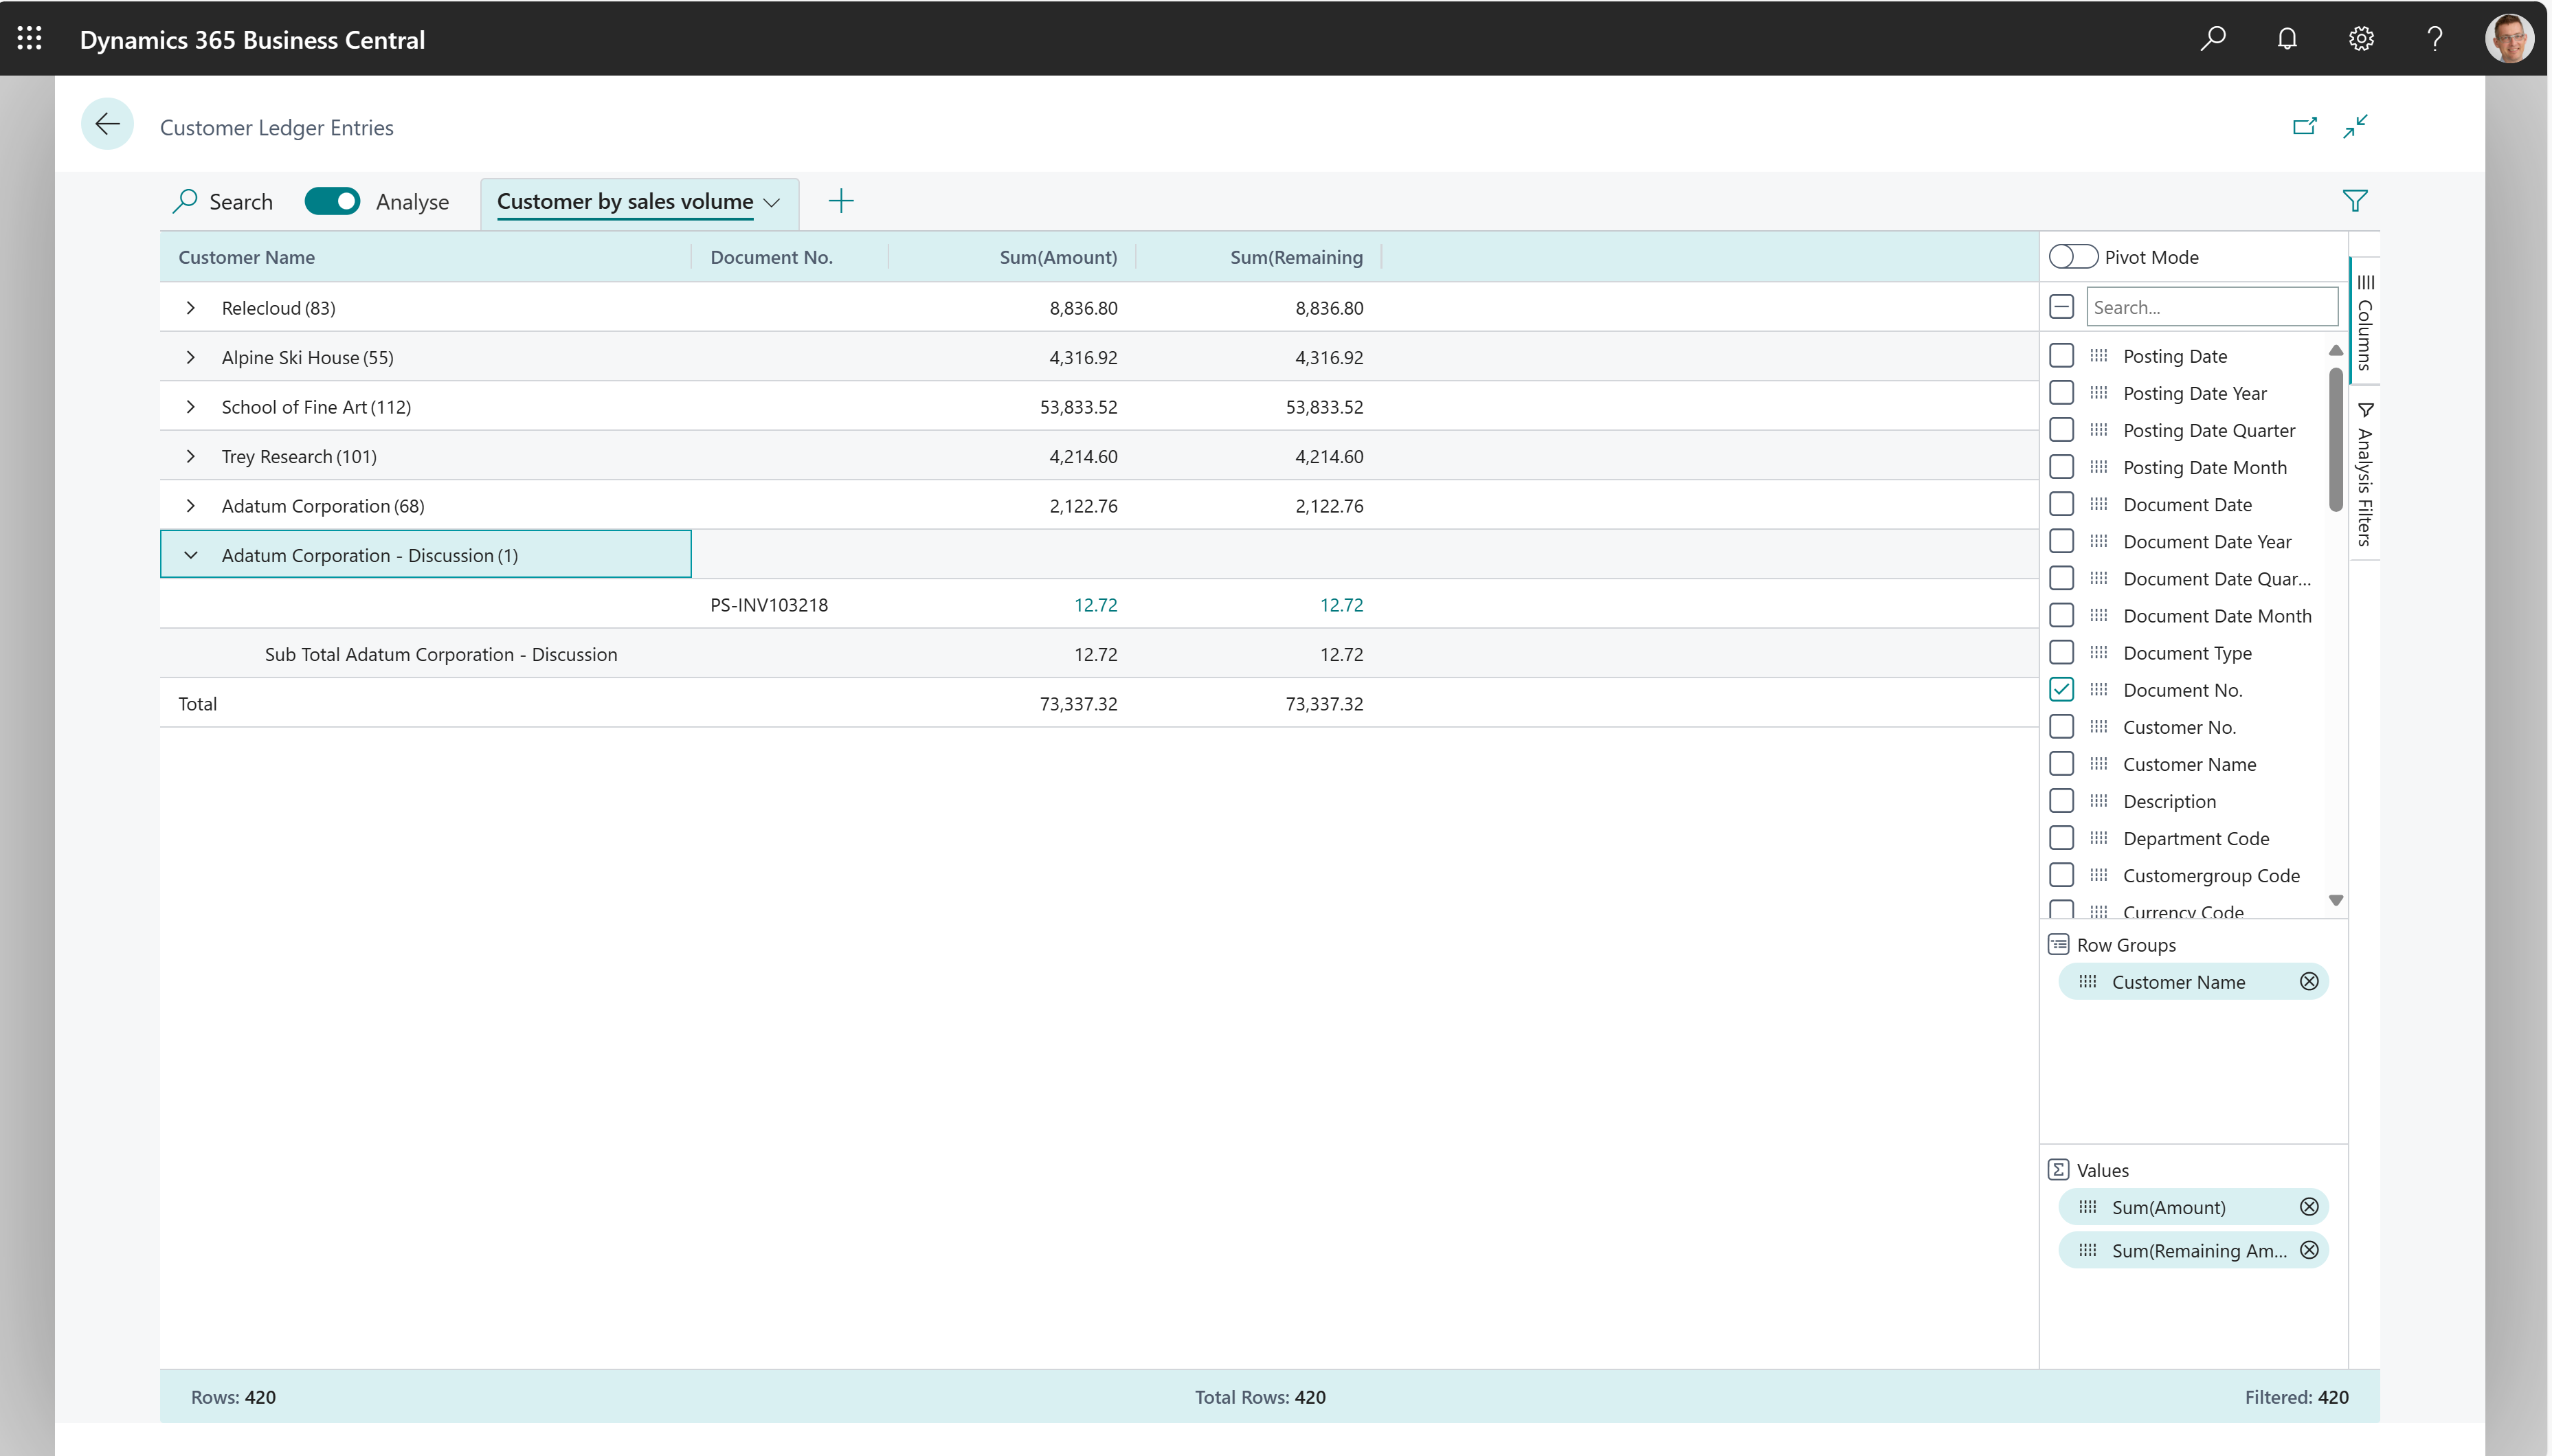 Dynamics 365 Business Central
Customer Ledger Entries
Search
Analyse
Customer by sales volume
Customer Name
Document No.
Sum(Amount)
Sum(Remaining
Relecloud (83)
8,836.80
8,836.80
Alpine Ski House (55)
4,316.92
4,316.92
School of Fine Art (112)
53,833.52
53,833.52
Trey Research (101)
4,214.60
4,214.60
Adatum Corporation (68)
2,122.76
2,122.76
Adatum Corporation - Discussion (1)
PS-INV103218
12.72
12.72
Sub Total Adatum Corporation - Discussion
12.72
12.72
Total
73,337.32
73,337.32
Pivot Mode
Search...
Posting Date
Posting Date Year
Posting Date Quarter
Posting Date Month
Document Date
Document Date Year
Document Date Quar...
Document Date Month
Document Type
Document No.
Customer No.
Customer Name
Description
Department Code
Customergroup Code
Currency Code
Row Groups
Customer Name
Values
Sum(Amount)
Sum(Remaining Am...
Columns
Analysis Filters
Rows: 420
Total Rows: 420
Filtered: 420